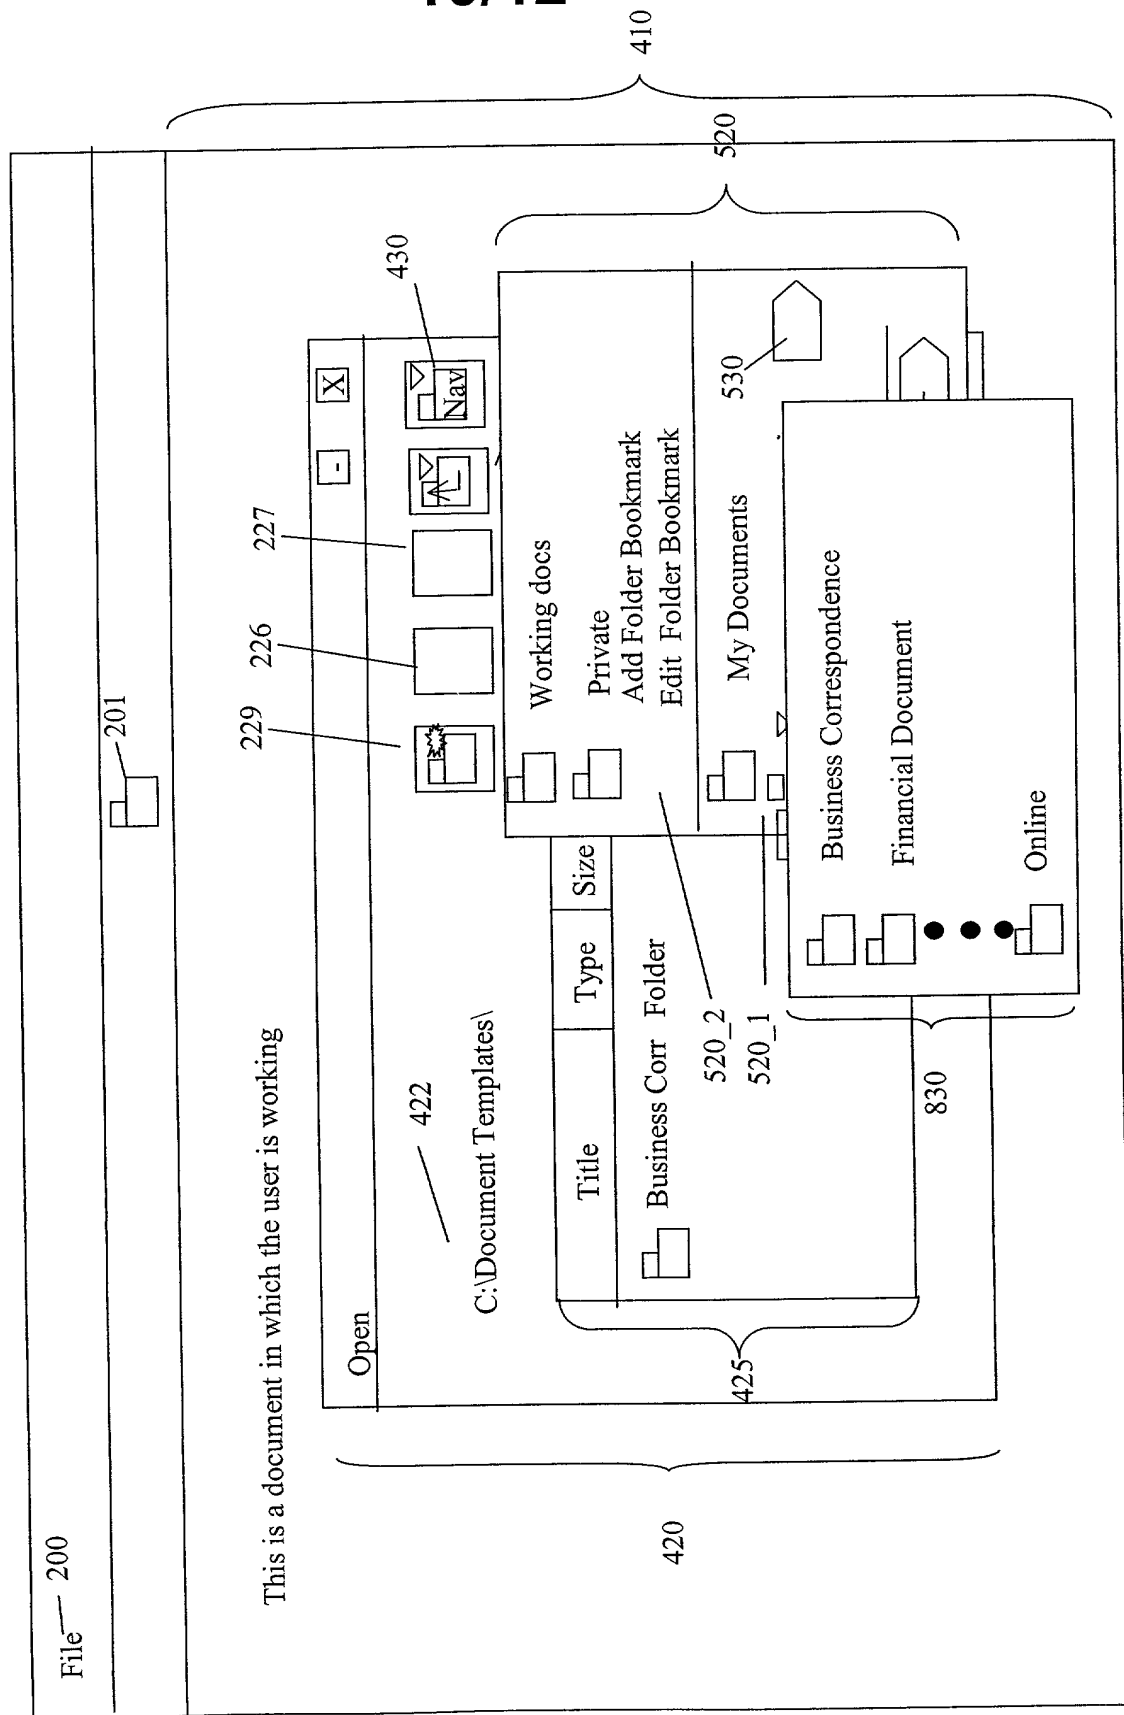 File 200
201
410
This is a document in which the user is working
Open - X
422
229 226 227 430
C:\Document Templates\
Nav
520
Title Type Size
Business Corr Folder
Working docs
Private
Add Folder Bookmark
Edit  Folder Bookmark
My Documents
530
520_2
520_1
Business Correspondence
Financial Document
Online
425
830
420